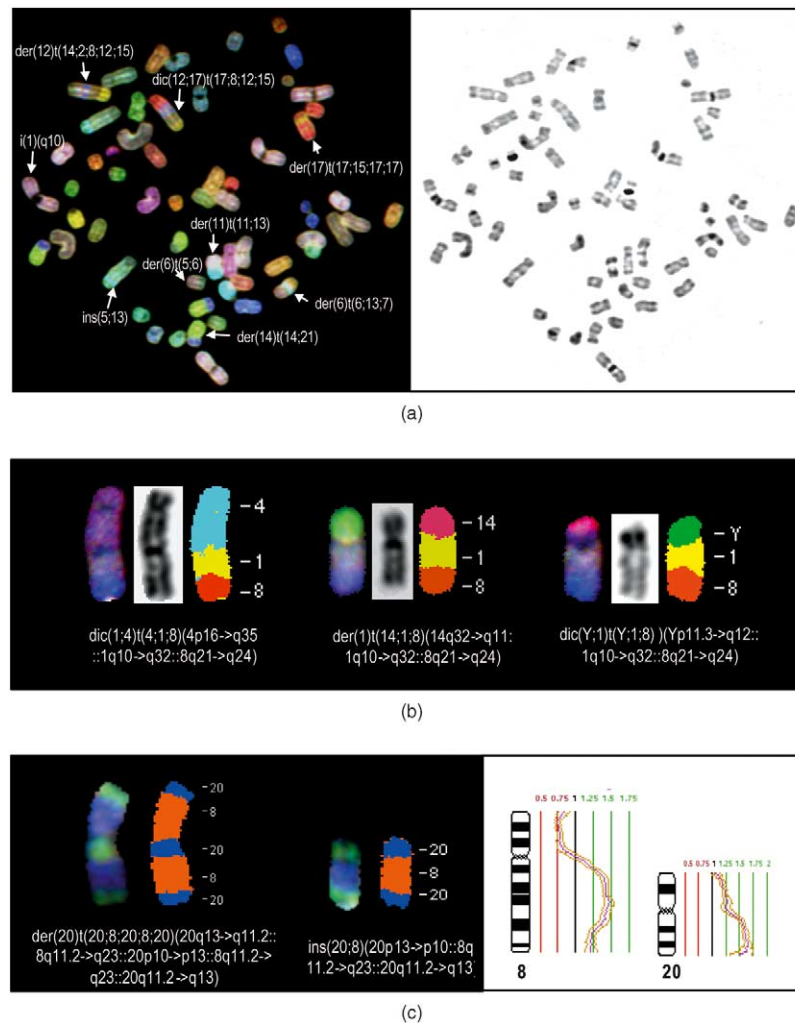 der(12)t(14;2;8;12;15)
dic(12;17)t(17;8;12;15)
i(1)(q10)
der(17)t(17;15;17;17)
der(11)t(11;13)
der(6)t(5;6)
ins(5;13)
der(6)t(6;13;7)
der(14)t(14;21)
(a)
-4
-1
-8
dic(1;4)t(4;1;8)(4p16->q35
::1q10->q32::8q21->q24)
-14
-1
-8
der(1)t(14;1;8)(14q32->q11:
1q10->q32::8q21->q24)
-Y
-1
-8
dic(Y;1)t(Y;1;8) )(Yp11.3->q12::
1q10->q32::8q21->q24)
(b)
-20
-8
-20
-8
-20
der(20)t(20;8;20;8;20)(20q13->q11.2::
8q11.2->q23::20p10->p13::8q11.2->
q23::20q11.2->q13)
-20
-8
-20
ins(20;8)(20p13->p10::8q
11.2->q23::20q11.2->q13)
0.5 0.75 1 1.25 1.5 1.75
8
0.5 0.75 1 1.25 1.5 1.75 2
20
(c)